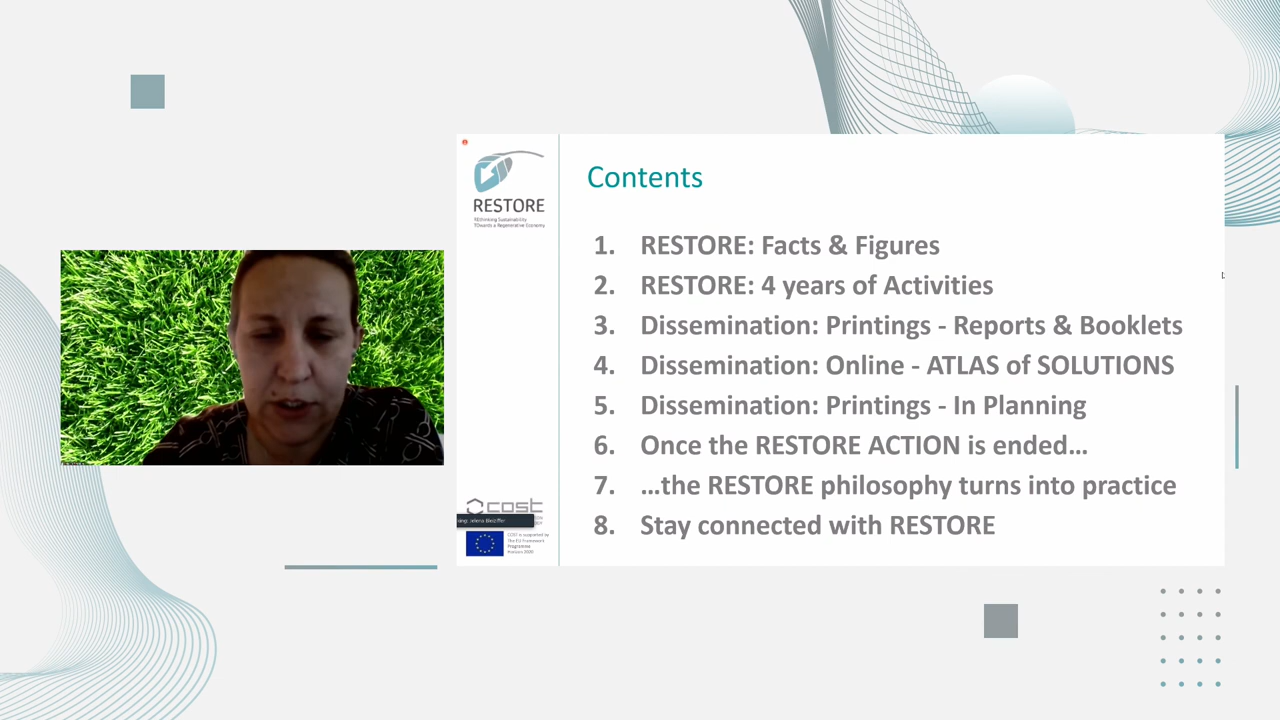 RESTORE
REthinking Sustainability
TOwards a Regenerative Economy
Contents
1. RESTORE: Facts & Figures
2. RESTORE: 4 years of Activities
3. Dissemination: Printings - Reports & Booklets
4. Dissemination: Online - ATLAS of SOLUTIONS
5. Dissemination: Printings - In Planning
6. Once the RESTORE ACTION is ended…
7. …the RESTORE philosophy turns into practice
8. Stay connected with RESTORE
cost
COST is supported by
the EU Framework
Programme
Horizon 2020